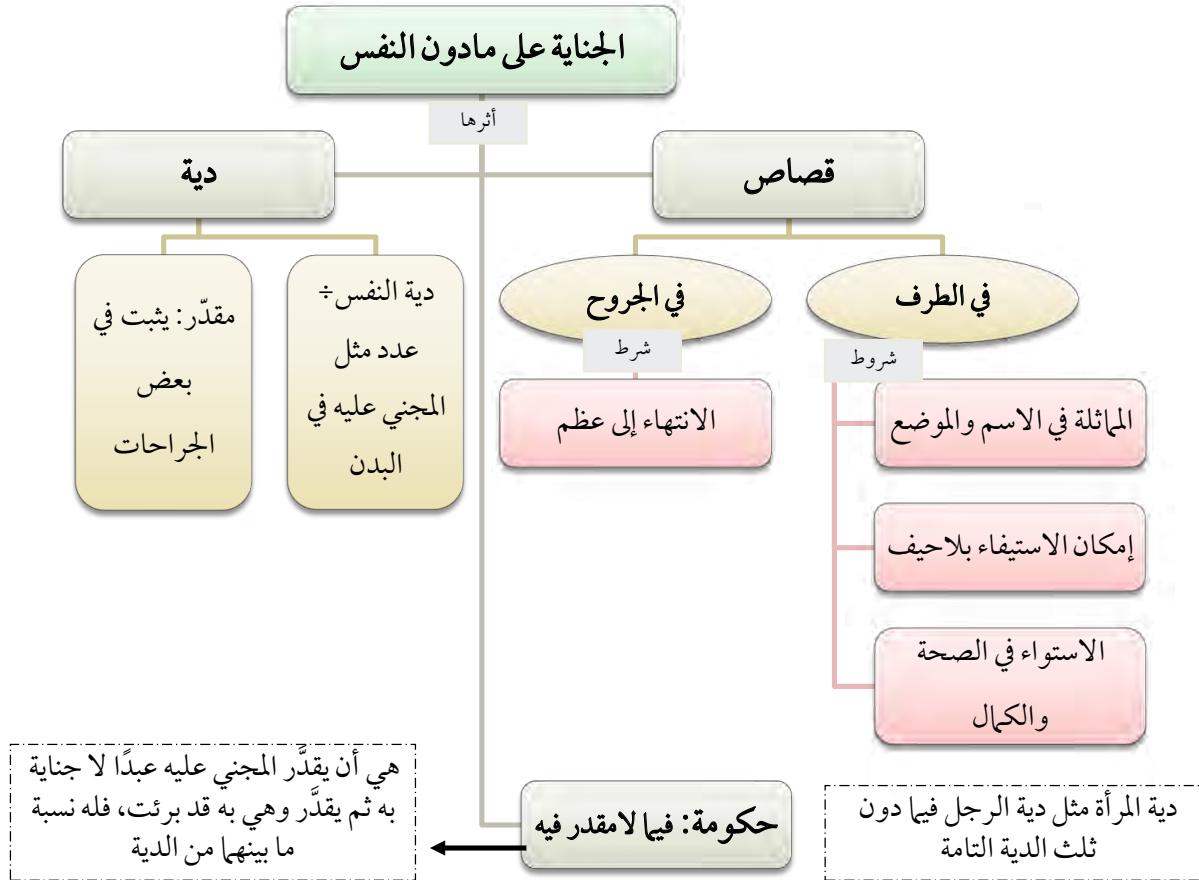 الجناية على مادون النفس
أثرها
قصاص
دية
في الطرف
في الجروح
شروط
شرط
المماثلة في الاسم والموضع
إمكان الاستيفاء بلاحيف
الاستواء في الصحة
والكمال
الانتهاء إلى عظم
دية النفس÷
عدد مثل
المجني عليه في
البدن
مقدّر: يثبت في
بعض
الجراحات
حكومة: فيما لامقدر فيه
هي أن يقدَّر المجني عليه عبدًا لا جناية
به ثم يقدَّر وهي به قد برئت، فله نسبة
ما بينهما من الدية
دية المرأة مثل دية الرجل فيما دون
ثلث الدية التامة